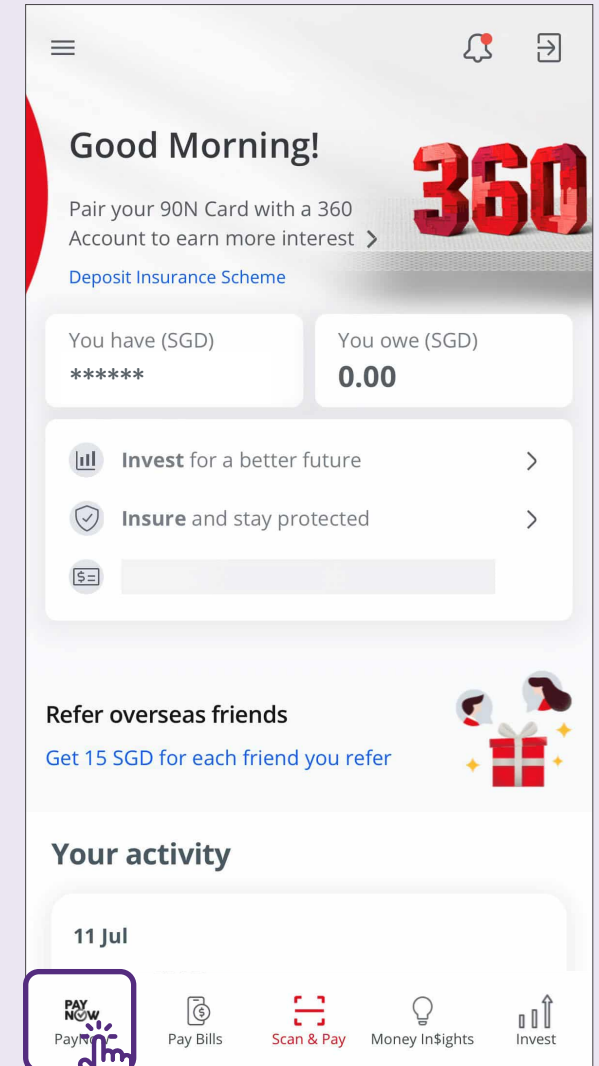 Good Morning!
360
Pair your 90N Card with a 360
Account to earn more interest
Deposit Insurance Scheme
You have (SGD)
******
You owe (SGD)
0.00
Invest for a better future
Insure and stay protected
Refer overseas friends
Get 15 SGD for each friend you refer
Your activity
11 Jul
PAY
NOW
Pay Bills
Scan & Pay
Money In$ights
Invest